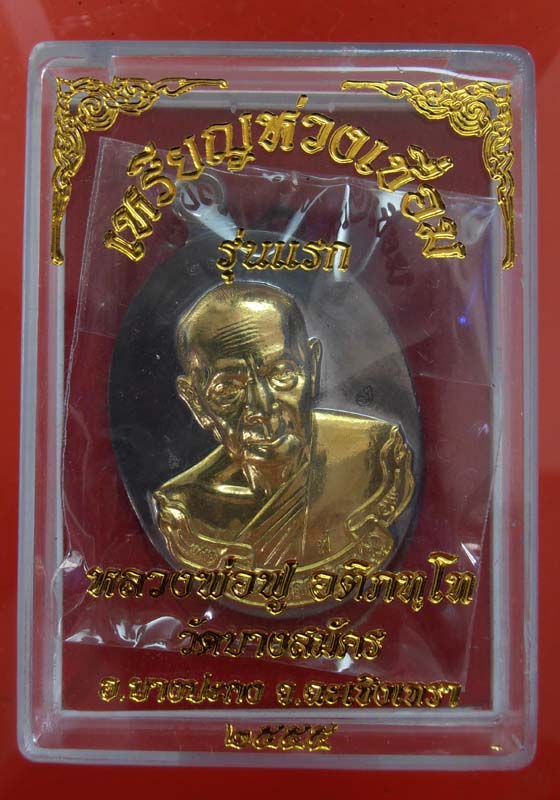 เหรียญห่วงเชื่อม
รุ่นแรก
หลวงพ่อฟู อติภทฺโท
วัดบางสมัคร
อ.บางปะกง จ.ฉะเชิงเทรา
๒๕๕๕